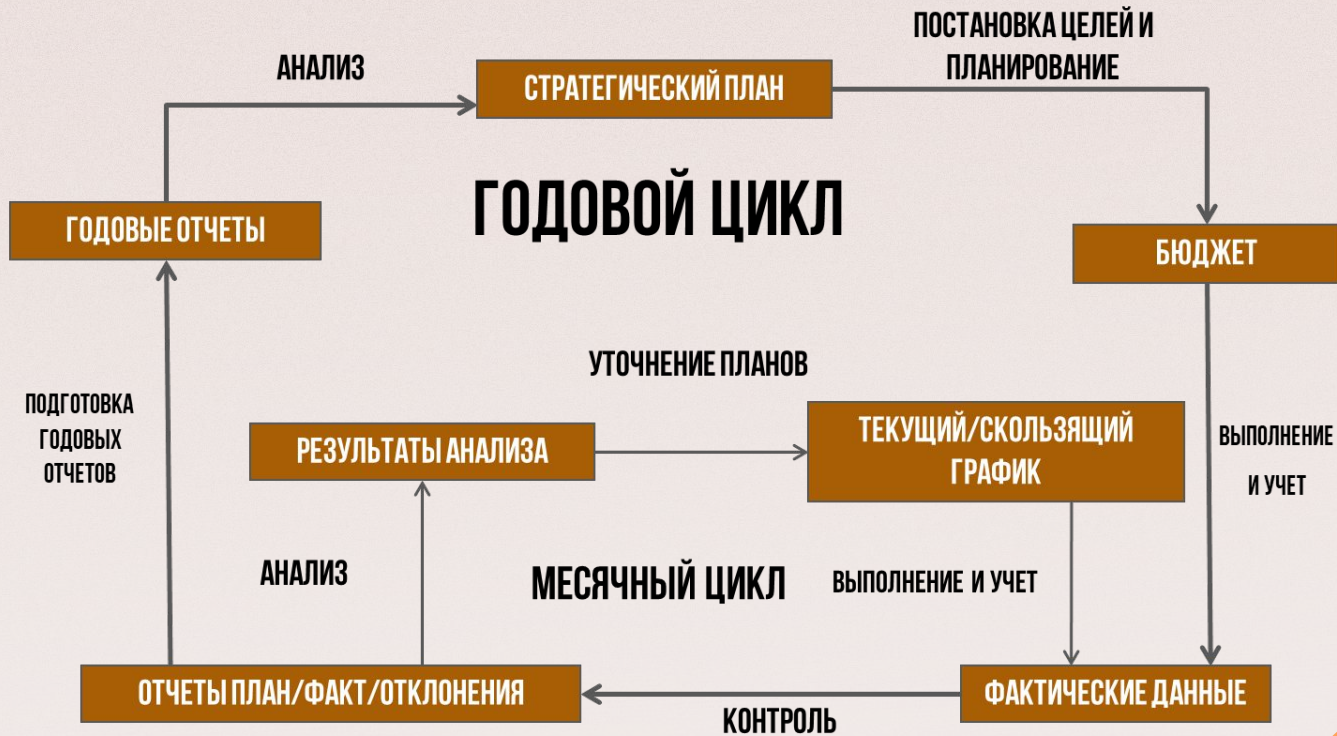 ПОСТАНОВКА ЦЕЛЕЙ И
ПЛАНИРОВАНИЕ
АНАЛИЗ
СТРАТЕГИЧЕСКИЙ ПЛАН
ГОДОВОЙ ЦИКЛ
ГОДОВЫЕ ОТЧЕТЫ
БЮДЖЕТ
УТОЧНЕНИЕ ПЛАНОВ
ПОДГОТОВКА
ГОДОВЫХ
ОТЧЕТОВ
РЕЗУЛЬТАТЫ АНАЛИЗА
ТЕКУЩИЙ/СКОЛЬЗЯЩИЙ
ГРАФИК
ВЫПОЛНЕНИЕ
И УЧЕТ
АНАЛИЗ
МЕСЯЧНЫЙ ЦИКЛ
ВЫПОЛНЕНИЕ И УЧЕТ
ОТЧЕТЫ ПЛАН/ФАКТ/ОТКЛОНЕНИЯ
ФАКТИЧЕСКИЕ ДАННЫЕ
КОНТРОЛЬ